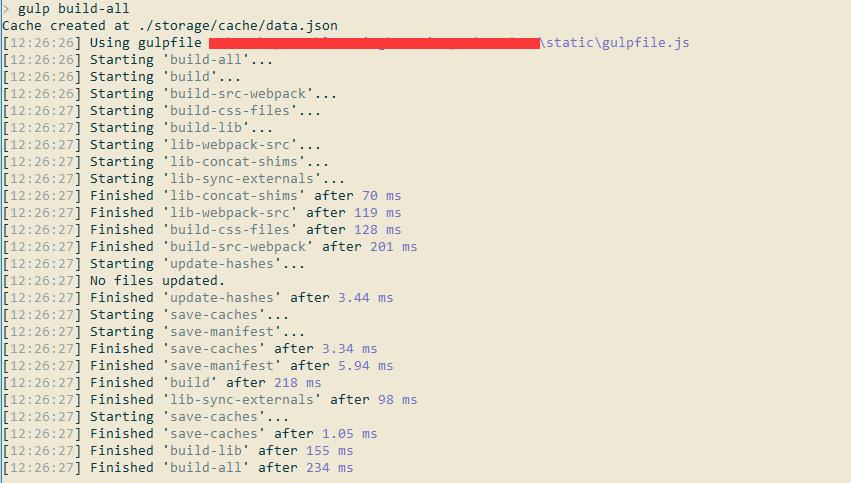 > gulp build-all
Cache created at ./storage/cache/data.json
[12:26:26] Using gulpfile \static\gulpfile.js
[12:26:26] Starting 'build-all'...
[12:26:26] Starting 'build'...
[12:26:26] Starting 'build-src-webpack'...
[12:26:27] Starting 'build-css-files'...
[12:26:27] Starting 'build-lib'...
[12:26:27] Starting 'lib-webpack-src'...
[12:26:27] Starting 'lib-concat-shims'...
[12:26:27] Starting 'lib-sync-externals'...
[12:26:27] Finished 'lib-concat-shims' after 70 ms
[12:26:27] Finished 'lib-webpack-src' after 119 ms
[12:26:27] Finished 'build-css-files' after 128 ms
[12:26:27] Finished 'build-src-webpack' after 201 ms
[12:26:27] Starting 'update-hashes'...
[12:26:27] No files updated.
[12:26:27] Finished 'update-hashes' after 3.44 ms
[12:26:27] Starting 'save-caches'...
[12:26:27] Starting 'save-manifest'...
[12:26:27] Finished 'save-caches' after 3.34 ms
[12:26:27] Finished 'save-manifest' after 5.94 ms
[12:26:27] Finished 'build' after 218 ms
[12:26:27] Finished 'lib-sync-externals' after 98 ms
[12:26:27] Starting 'save-caches'...
[12:26:27] Finished 'save-caches' after 1.05 ms
[12:26:27] Finished 'build-lib' after 155 ms
[12:26:27] Finished 'build-all' after 234 ms